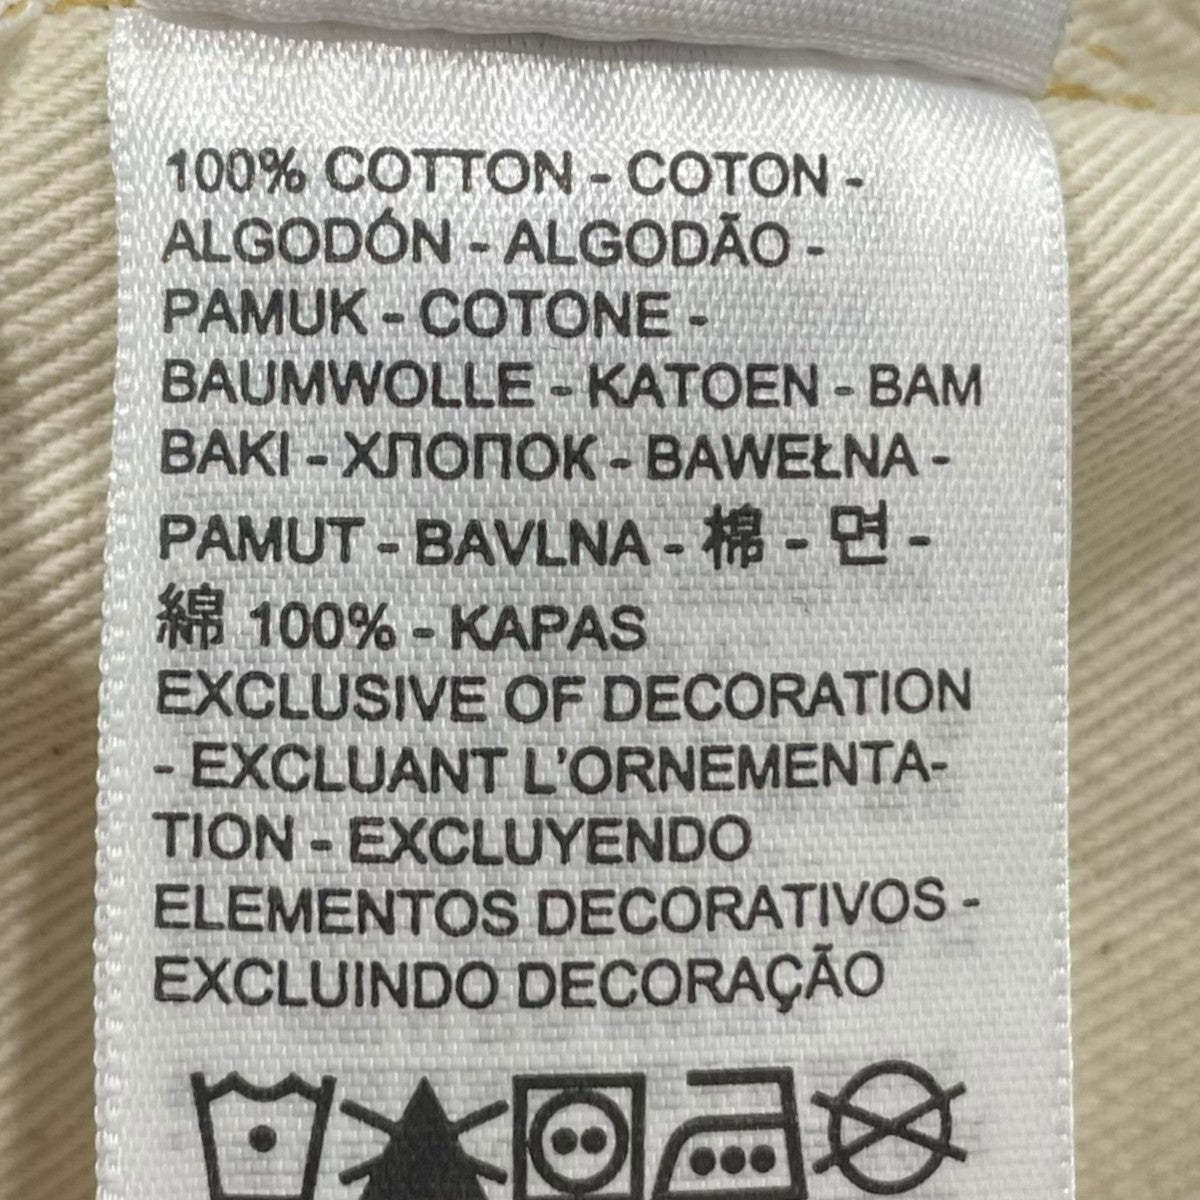 100% COTTON - COTON -
ALGODÓN - ALGODÃO -
PAMUK - COTONE -
BAUMWOLLE - KATOEN - BAM
BAKI - ХЛОПОК - BAWEŁNA -
PAMUT - BAVLNA - 棉 - 면 -
綿 100% - KAPAS
EXCLUSIVE OF DECORATION
- EXCLUANT L'ORNEMENTA-
TION - EXCLUYENDO
ELEMENTOS DECORATIVOS -
EXCLUINDO DECORAÇÃO